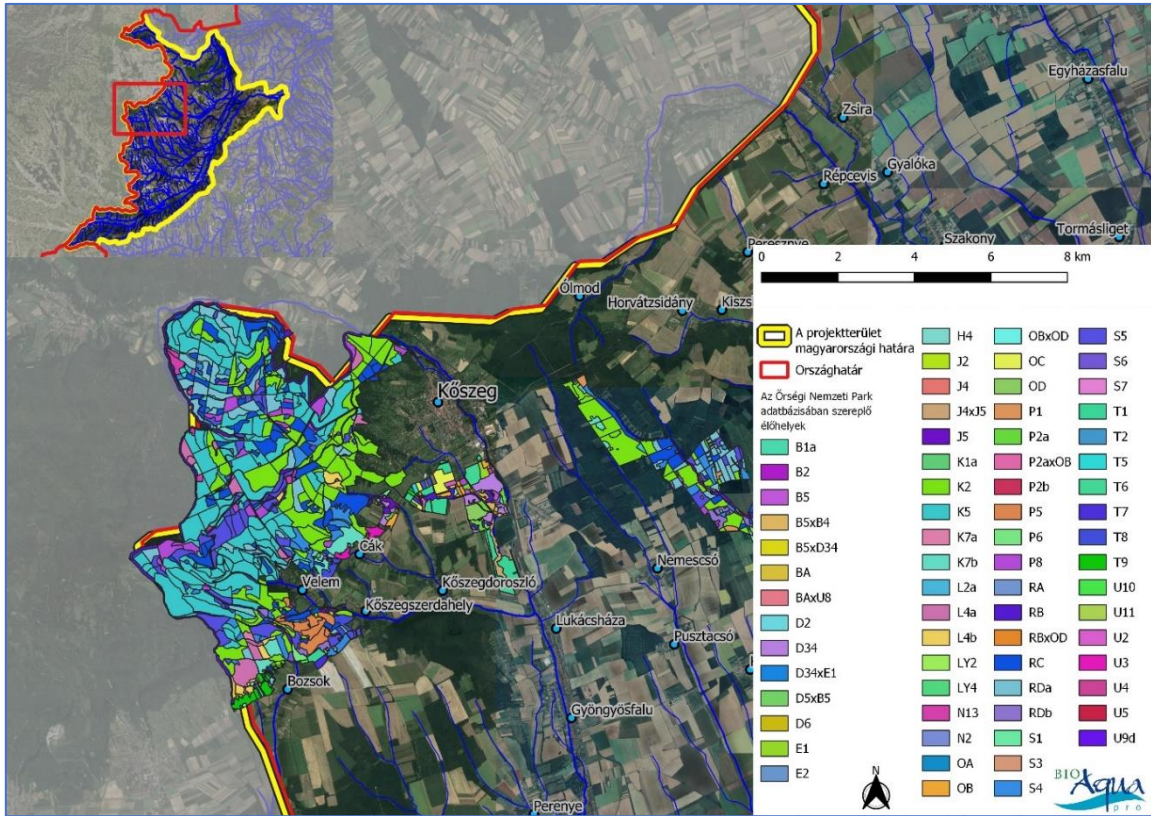 Egyházasfalu
Zsira
Gyalóka
Répcevis
Tormásliget
Szakony
Peresznye
Ólmod
Horvátzsidány
Kiszs
Kőszeg
Cák
Velem
Kőszegdoroszló
Kőszegszerdahely
Nemescsó
Lukácsháza
Pusztacsó
Bozsok
Gyöngyösfalu
Perenye
0 2 4 6 8 km
A projektterület
magyarországi határa
Országhatár
Az Őrségi Nemzeti Park
adatbázisában szereplő
élőhelyek
B1a
B2
B5
B5xB4
B5xD34
BA
BAxU8
D2
D34
D34xE1
D5xB5
D6
E1
E2
H4
J2
J4
J4xJ5
J5
K1a
K2
K5
K7a
K7b
L2a
L4a
L4b
LY2
LY4
N13
N2
OA
OB
OBxOD
OC
OD
P1
P2a
P2axOB
P2b
P5
P6
P8
RA
RB
RBxOD
RC
RDa
RDb
S1
S3
S4
S5
S6
S7
T1
T2
T5
T6
T7
T8
T9
U10
U11
U2
U3
U4
U5
U9d
N
BIO
Aqua
pro